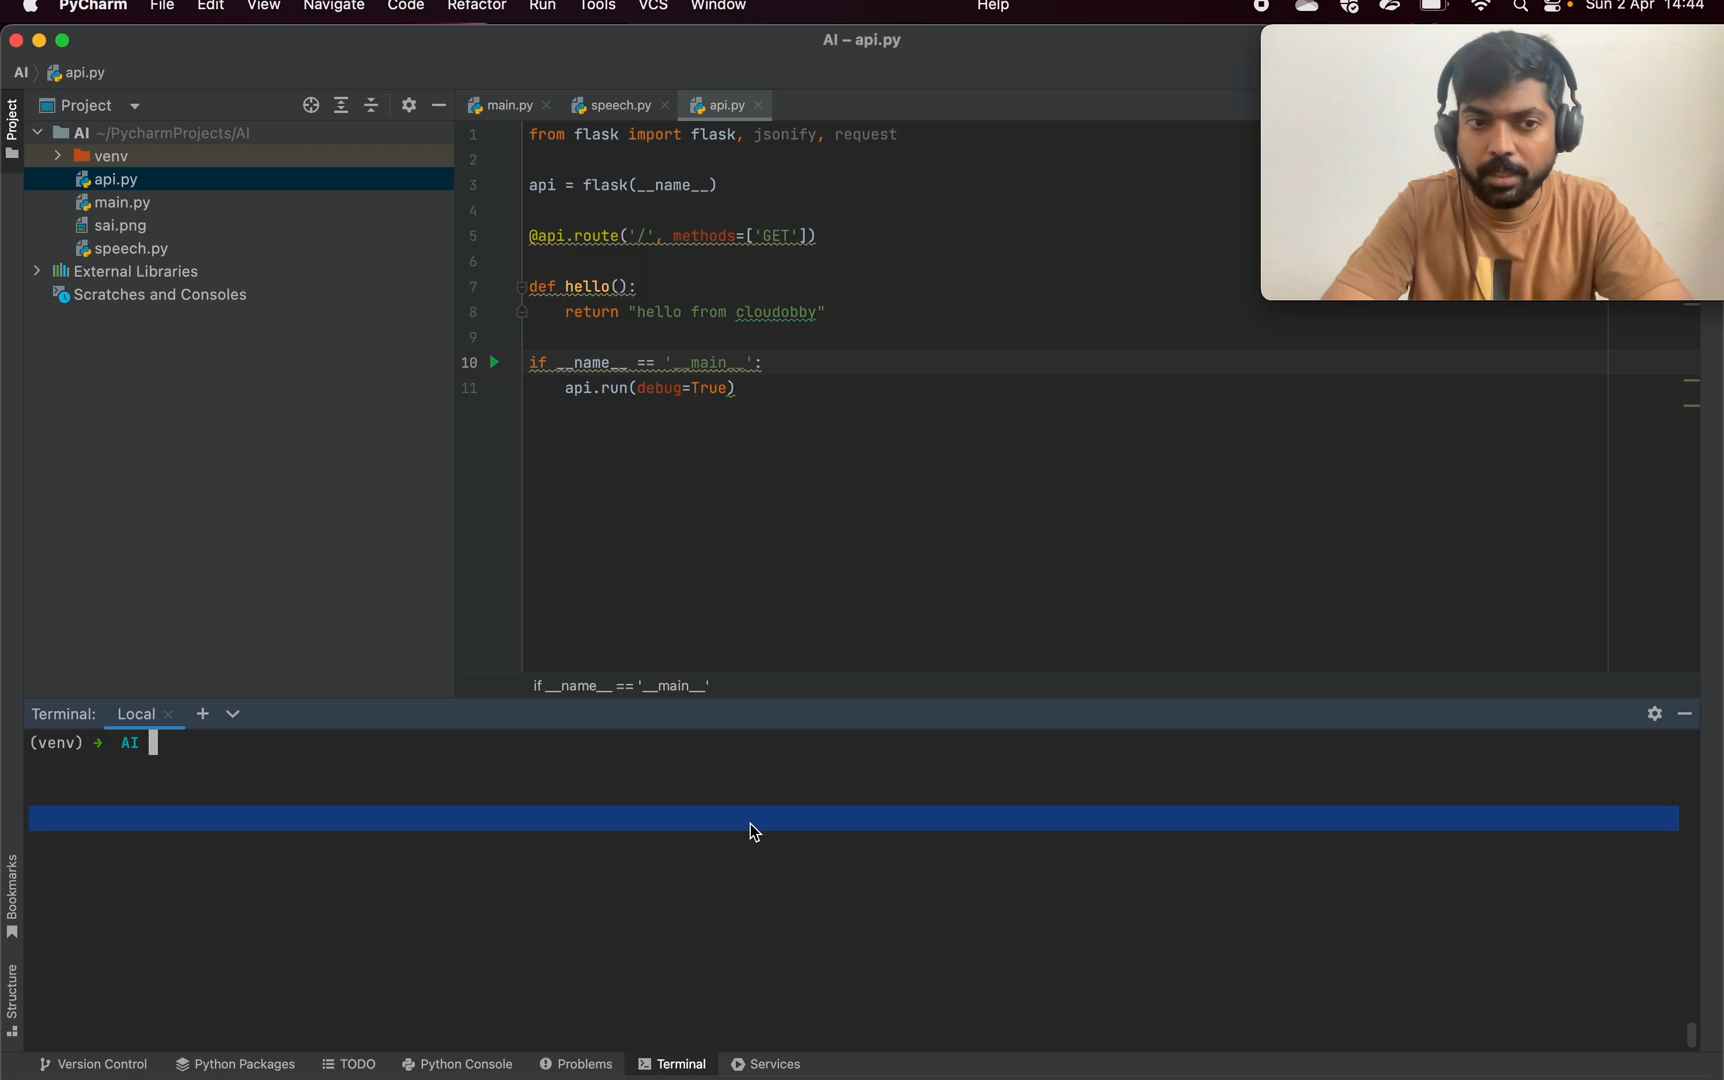 PyCharm File Edit View Navigate Code Refactor Run Tools VCS Window Help Sun 2 Apr 14:44
AI – api.py
AI api.py
Project
Project main.py speech.py api.py
AI ~/PycharmProjects/AI
venv
api.py
main.py
sai.png
speech.py
External Libraries
Scratches and Consoles
1 from flask import flask, jsonify, request
2
3 api = flask(__name__)
4
5 @api.route('/', methods=['GET'])
6
7 def hello():
8 return "hello from cloudobby"
9
10 if __name__ == '__main__':
11 api.run(debug=True)
if __name__ == '__main__'
Terminal: Local
(venv) → AI
Bookmarks
Structure
Version Control Python Packages TODO Python Console Problems Terminal Services